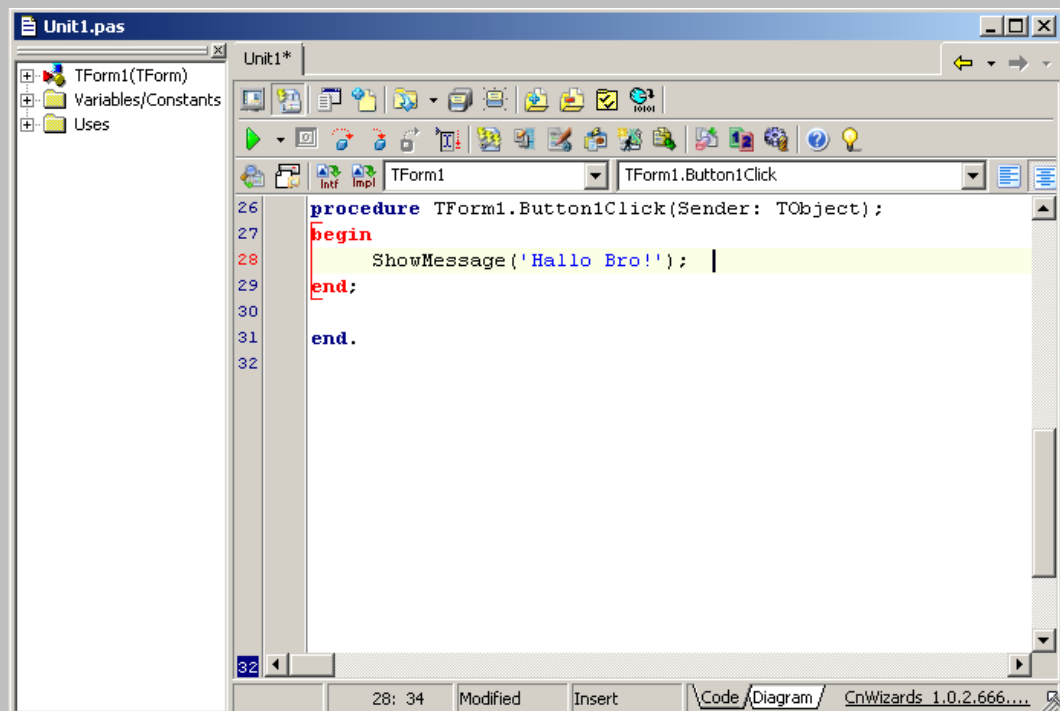 Unit1.pas
TForm1(TForm)
Variables/Constants
Uses
Unit1*
Intf Impl TForm1 TForm1.Button1Click
26 procedure TForm1.Button1Click(Sender: TObject);
27 begin
28 ShowMessage('Hallo Bro!');
29 end;
30
31 end.
32
32
28: 34 Modified Insert Code Diagram CnWizards 1.0.2.666....